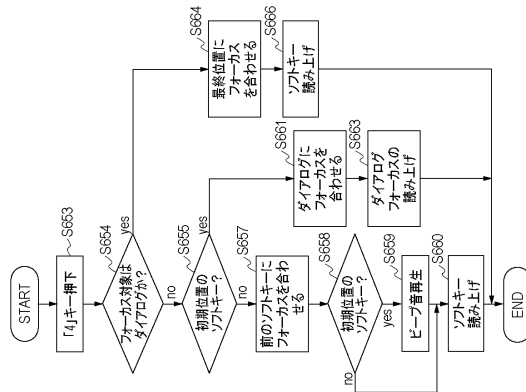 START
S653
「4」キー押下
S654
フォーカス対象は
ダイアログか?
yes
no
S655
初期位置の
ソフトキー?
yes
no
S657
前のソフトキーに
フォーカスを合わ
せる
S658
初期位置の
ソフトキー?
no
yes
S659
ビープ音再生
S660
ソフトキー
読み上げ
S661
ダイアログに
フォーカスを
合わせる
S663
ダイアログ
フォーカスの
読み上げ
S664
最終位置に
フォーカス
を合わせる
S666
ソフトキー
読み上げ
END